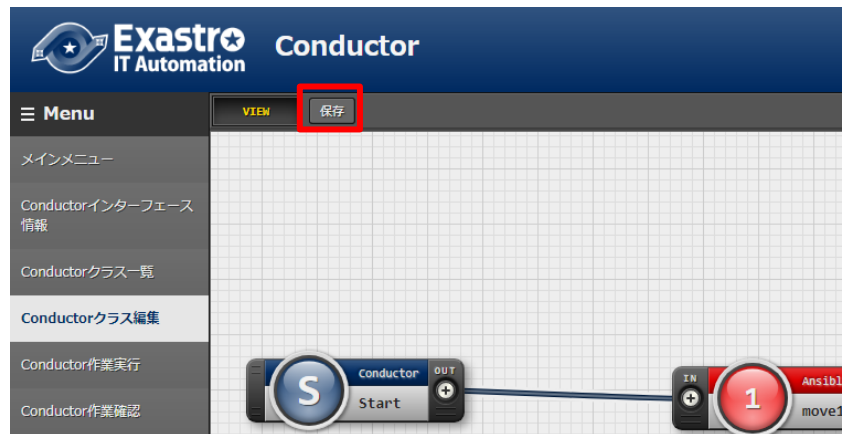 Exastro
IT Automation
Conductor
Menu
VIEW
保存
メインメニュー
Conductorインターフェース
情報
Conductorクラス一覧
Conductorクラス編集
Conductor作業実行
Conductor作業確認
S
Conductor
Start
OUT
IN
1
Ansibl
move1